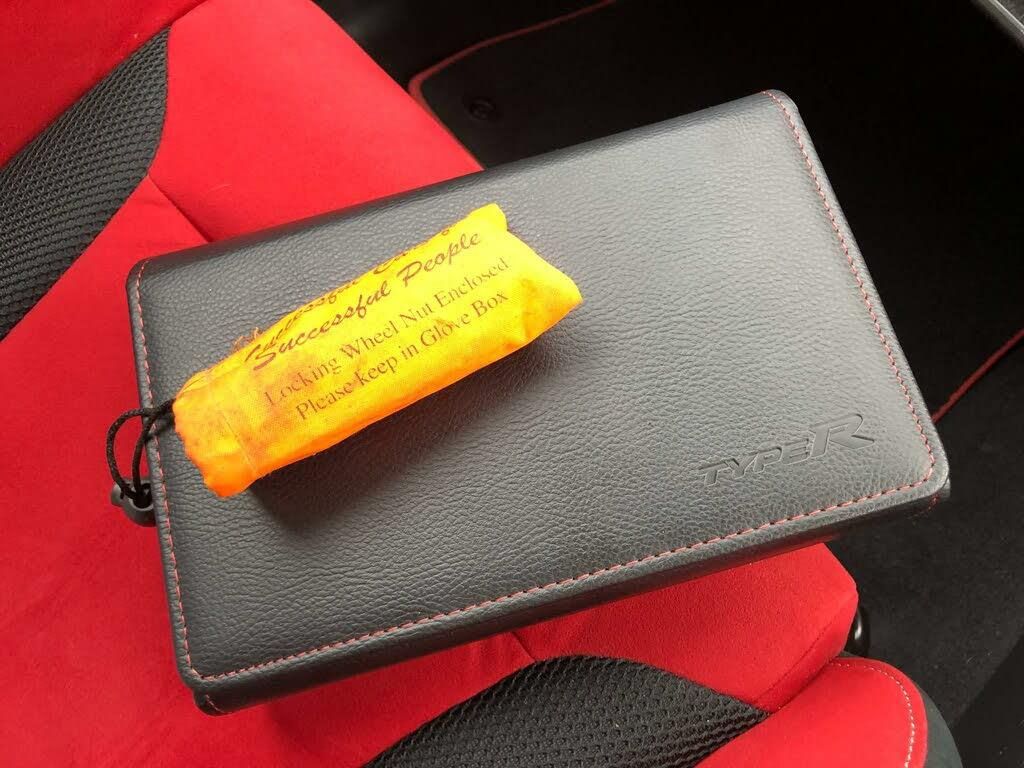 Successful People
Locking Wheel Nut Enclosed
Please keep in Glove Box
TYPE R